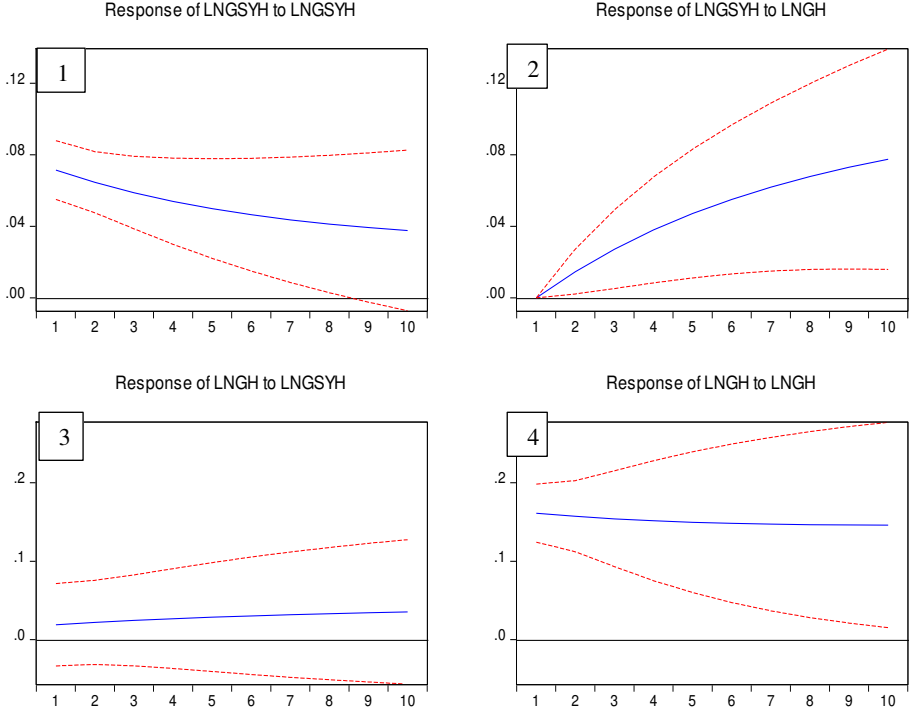 Response of LNGSYH to LNGSYH
1
.12
.08
.04
.00
1 2 3 4 5 6 7 8 9 10
Response of LNGSYH to LNGH
2
.12
.08
.04
.00
1 2 3 4 5 6 7 8 9 10
Response of LNGH to LNGSYH
3
.2
.1
.0
1 2 3 4 5 6 7 8 9 10
Response of LNGH to LNGH
4
.2
.1
.0
1 2 3 4 5 6 7 8 9 10